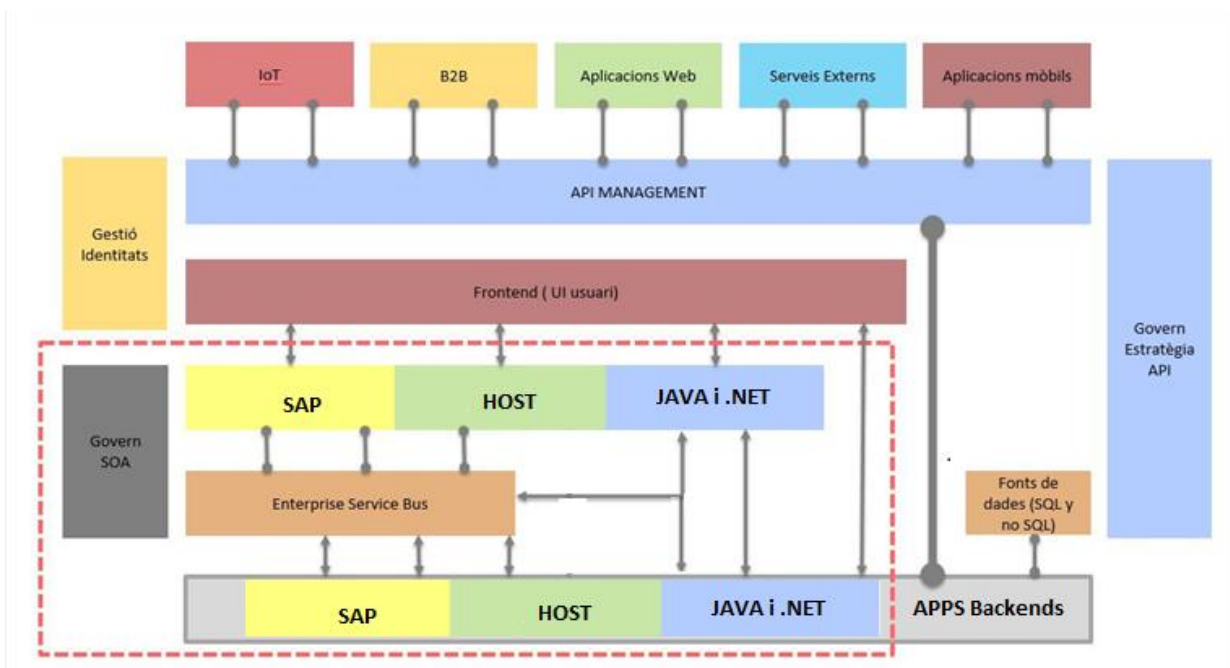 IoT
B2B
Aplicacions Web
Serveis Externs
Aplicacions mòbils
API MANAGEMENT
Gestió
Identitats
Frontend ( UI usuari)
Govern
Estratègia
API
SAP
HOST
JAVA i .NET
Govern
SOA
Enterprise Service Bus
Fonts de
dades (SQL y
no SQL)
SAP
HOST
JAVA i .NET
APPS Backends